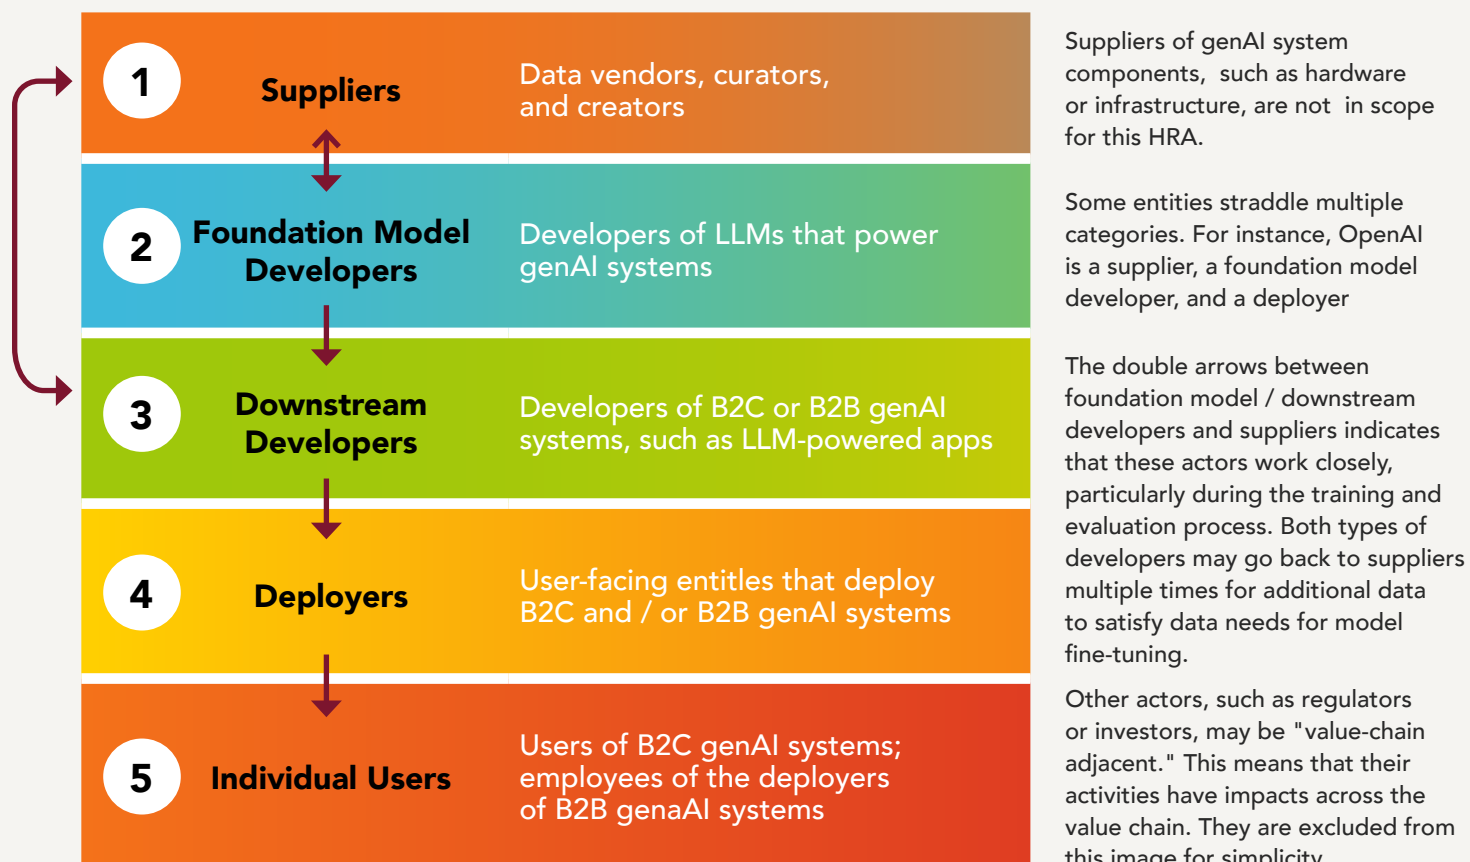 1
Suppliers
Data vendors, curators,
and creators
Suppliers of genAI system
components, such as hardware
or infrastructure, are not in scope
for this HRA.
2
Foundation Model
Developers
Developers of LLMs that power
genAI systems
Some entities straddle multiple
categories. For instance, OpenAI
is a supplier, a foundation model
developer, and a deployer
3
Downstream
Developers
Developers of B2C or B2B genAI
systems, such as LLM-powered apps
The double arrows between
foundation model / downstream
developers and suppliers indicates
that these actors work closely,
particularly during the training and
evaluation process. Both types of
developers may go back to suppliers
multiple times for additional data
to satisfy data needs for model
fine-tuning.
4
Deployers
User-facing entitles that deploy
B2C and / or B2B genAI systems
5
Individual Users
Users of B2C genAI systems;
employees of the deployers
of B2B genaAI systems
Other actors, such as regulators
or investors, may be "value-chain
adjacent." This means that their
activities have impacts across the
value chain. They are excluded from
this image for simplicity